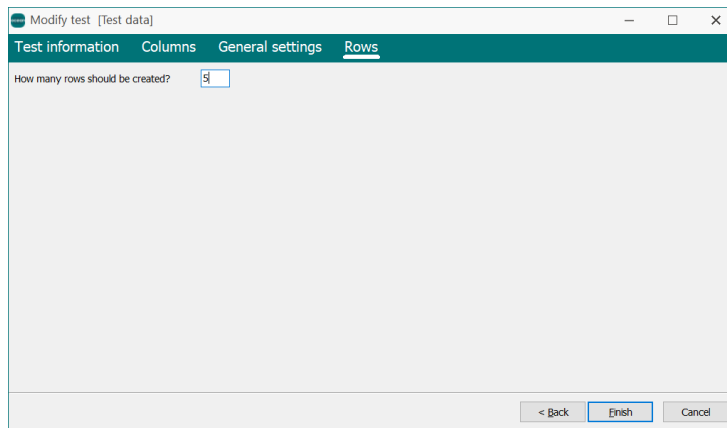 Modify test [Test data]
Test information Columns General settings Rows
How many rows should be created? 5
< Back Finish Cancel